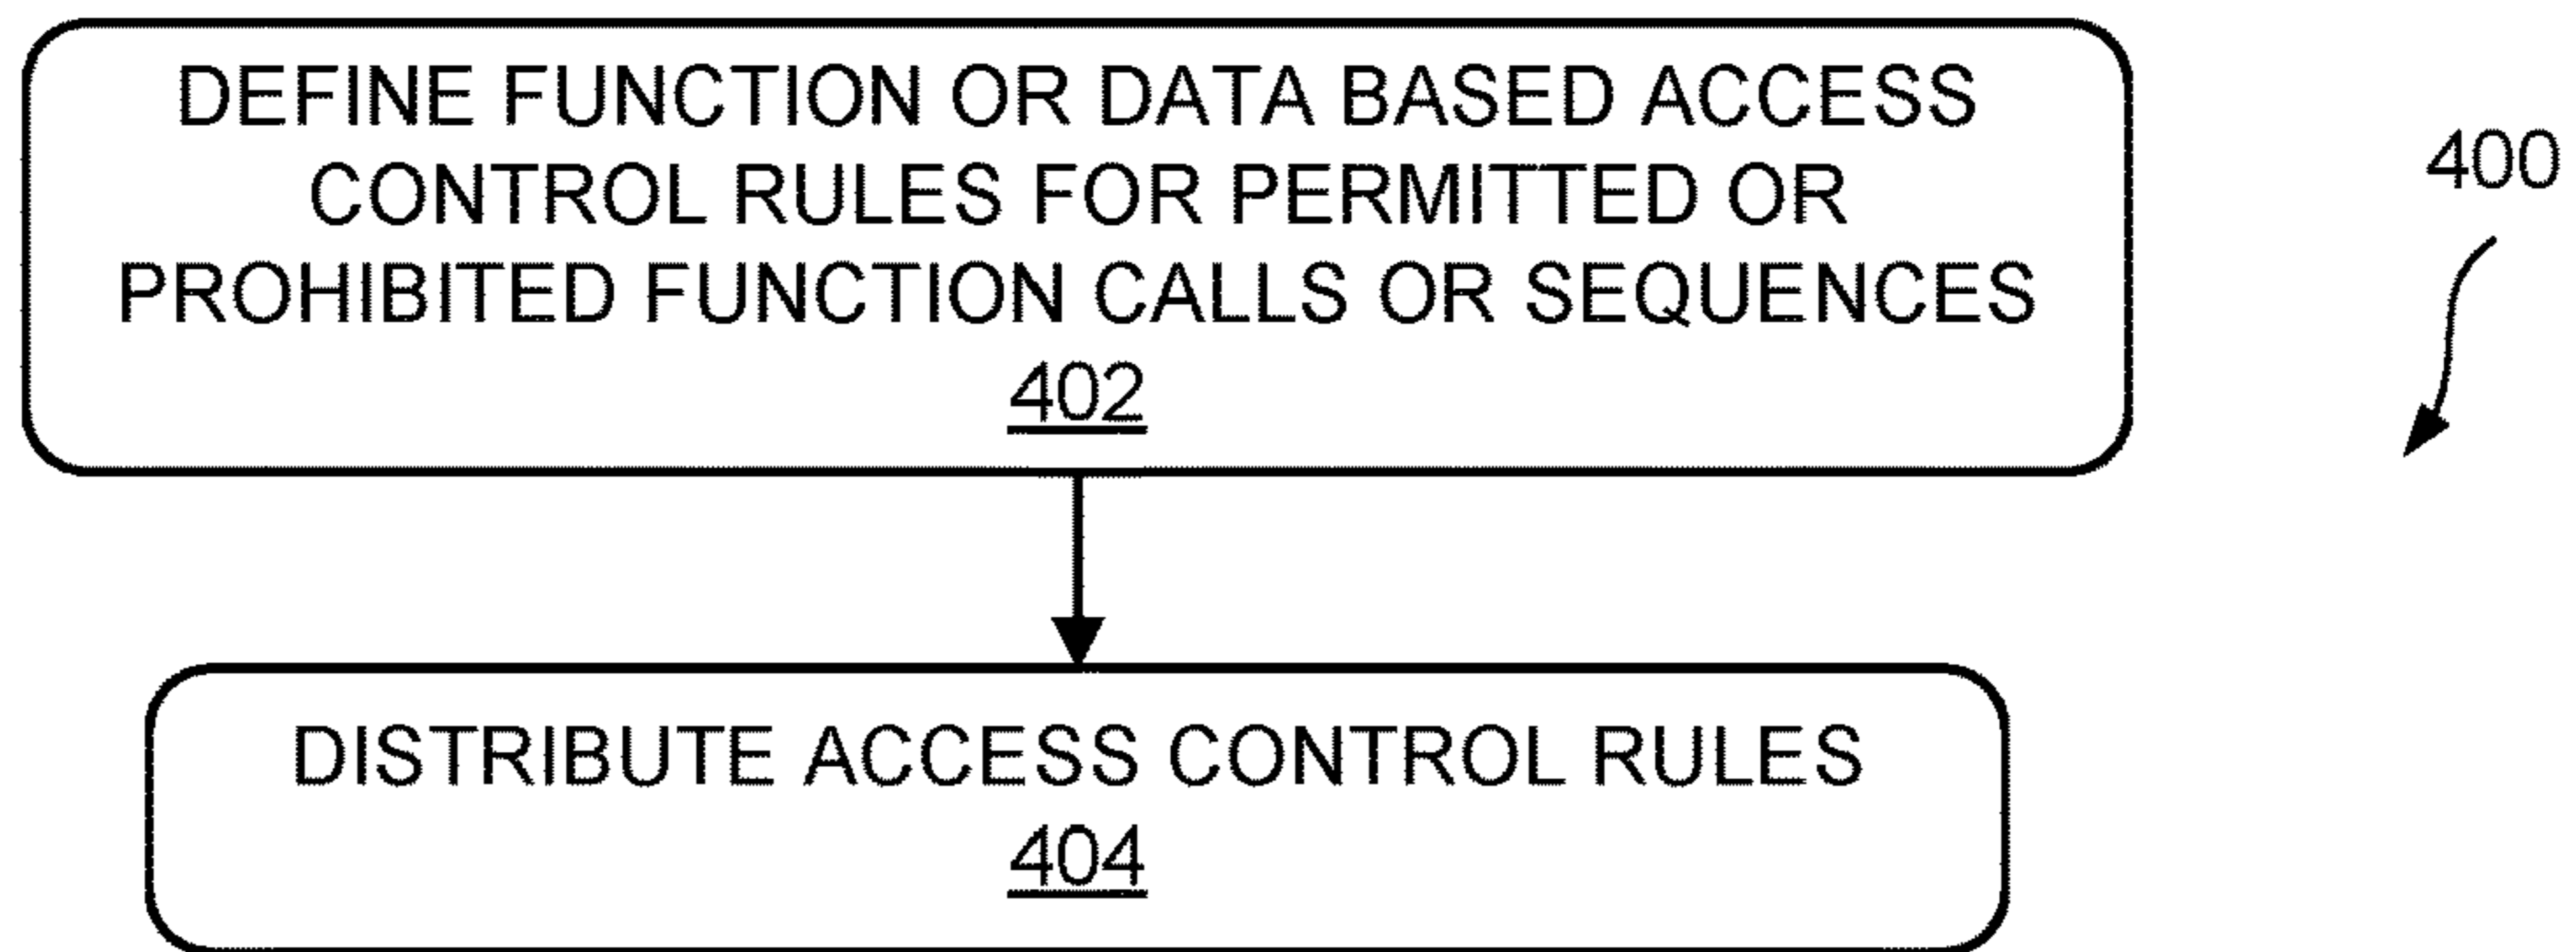 DEFINE FUNCTION OR DATA BASED ACCESS
CONTROL RULES FOR PERMITTED OR
PROHIBITED FUNCTION CALLS OR SEQUENCES
402
400
DISTRIBUTE ACCESS CONTROL RULES
404